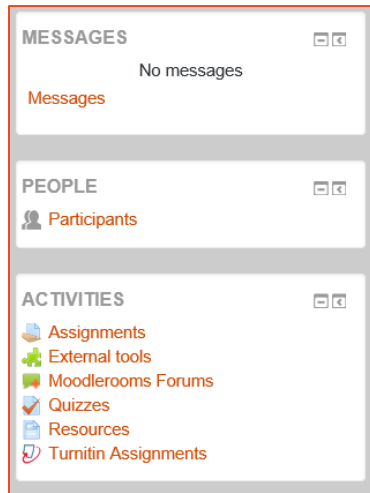 MESSAGES
No messages
Messages
PEOPLE
Participants
ACTIVITIES
Assignments
External tools
Moodlerooms Forums
Quizzes
Resources
Turnitin Assignments